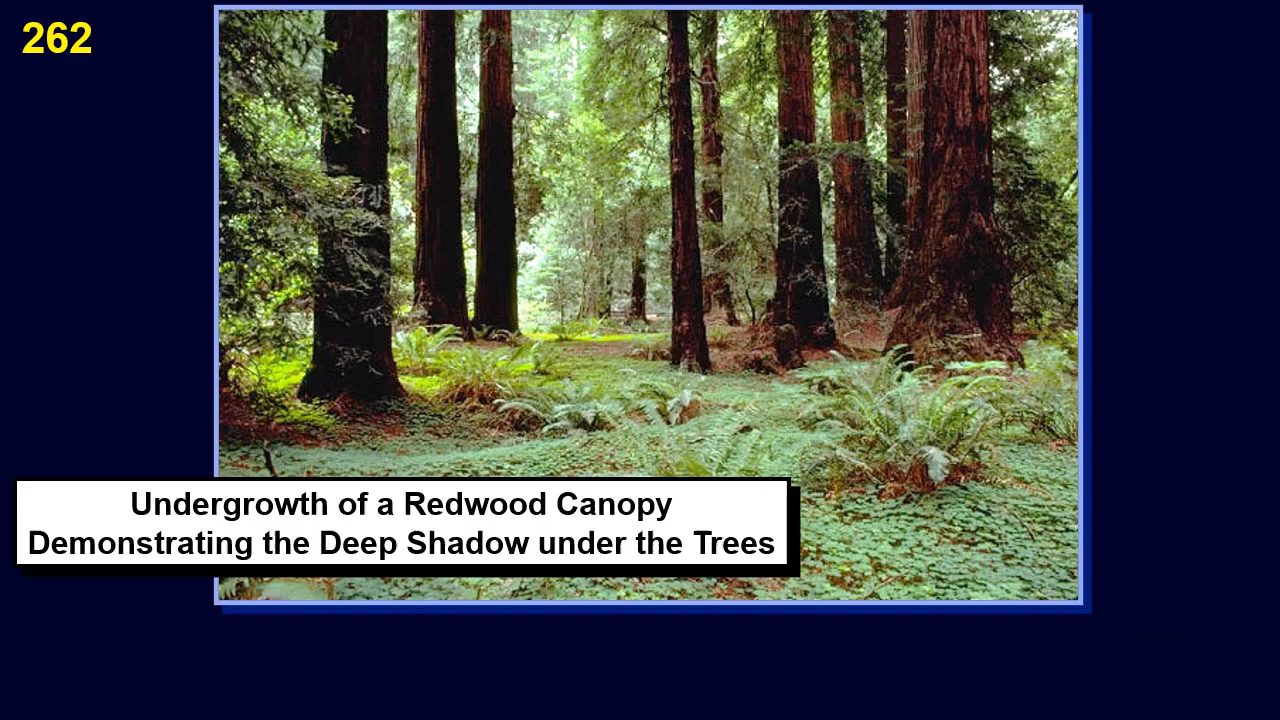 262
Undergrowth of a Redwood Canopy
Demonstrating the Deep Shadow under the Trees